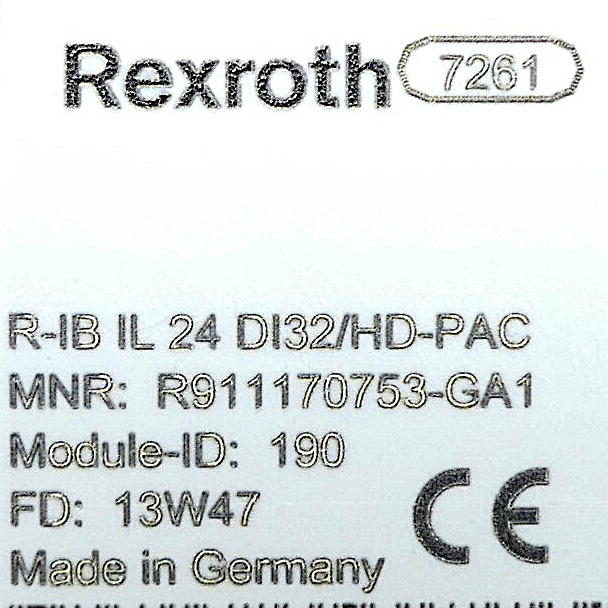 Rexroth 7261
R-IB IL 24 DI32/HD-PAC
MNR: R911170753-GA1
Module-ID: 190
FD: 13W47
Made in Germany
CE